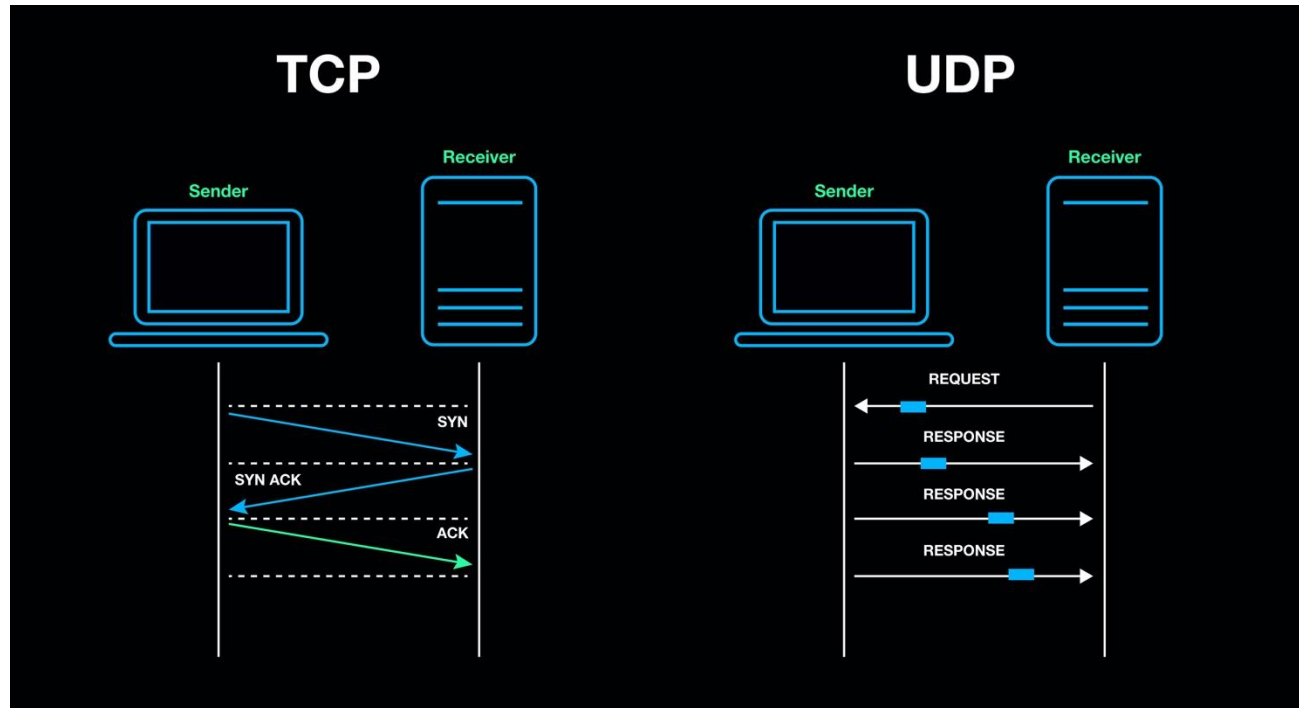 TCP
Sender
Receiver
SYN
SYN ACK
ACK
UDP
Sender
Receiver
REQUEST
RESPONSE
RESPONSE
RESPONSE